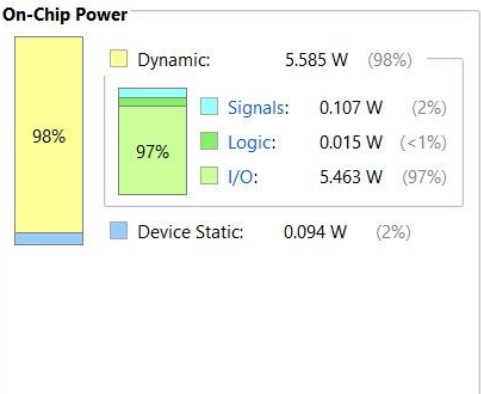 On-Chip Power
Dynamic: 5.585 W (98%)
98%
97%
Signals: 0.107 W (2%)
Logic: 0.015 W (<1%)
I/O: 5.463 W (97%)
Device Static: 0.094 W (2%)